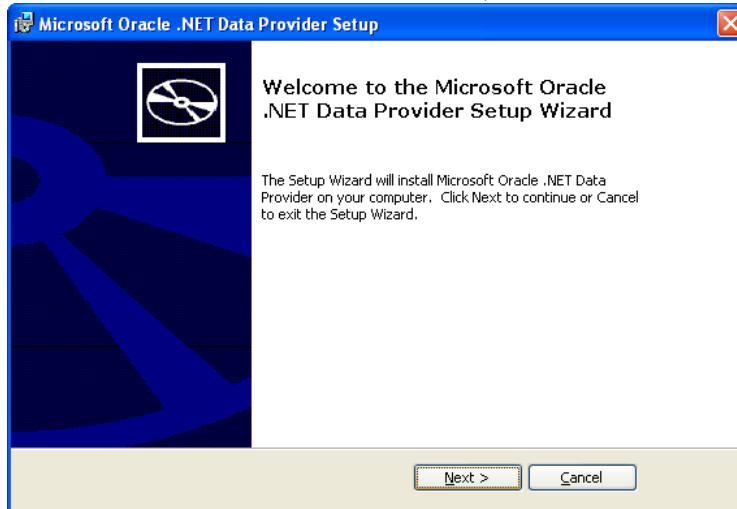 Microsoft Oracle .NET Data Provider Setup
Welcome to the Microsoft Oracle
.NET Data Provider Setup Wizard
The Setup Wizard will install Microsoft Oracle .NET Data
Provider on your computer. Click Next to continue or Cancel
to exit the Setup Wizard.
Next >
Cancel